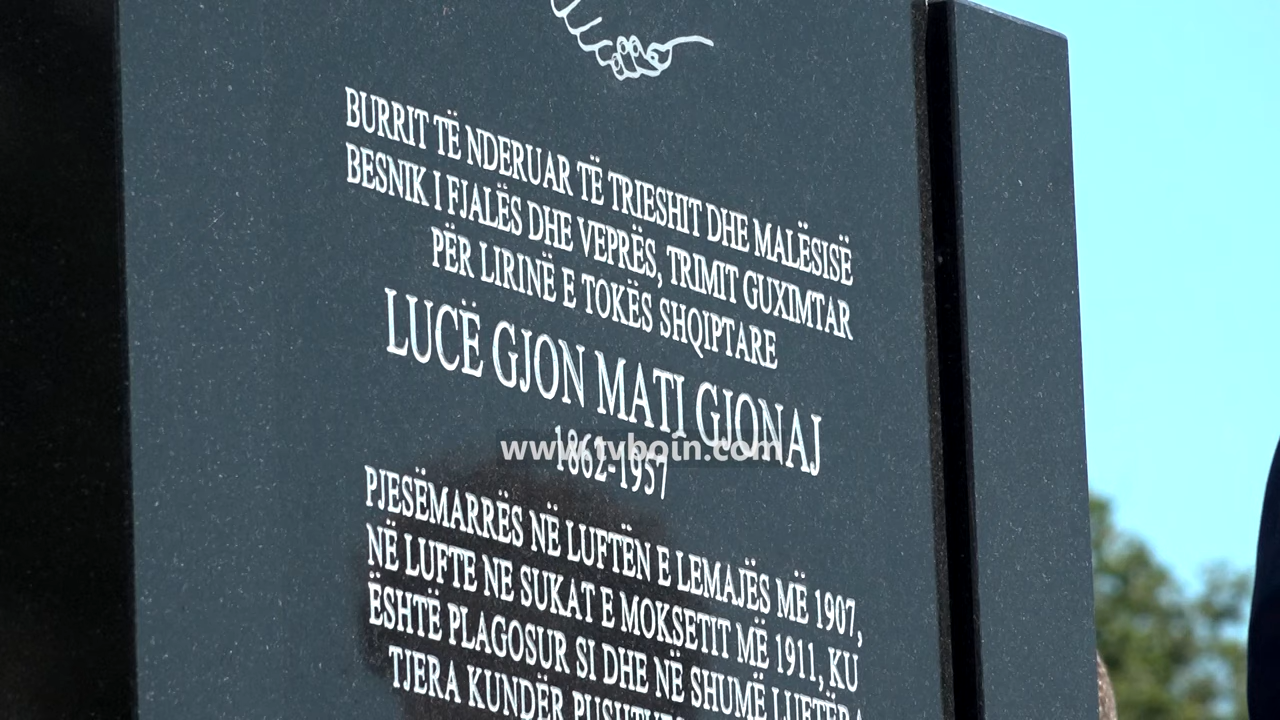 BURRIT TË NDERUAR TË TRIESHIT DHE MALËSISË
BESNIK I FJALËS DHE VEPRËS, TRIMIT GUXIMTAR
PËR LIRINË E TOKËS SHQIPTARE
LUCË GJON MATI GJONAJ
www.tvboin.com
1862-1957
PJESËMARRËS NË LUFTËN E LEMAJËS MË 1907,
NË LUFTE NE SUKAT E MOKSETIT MË 1911, KU
ËSHTË PLAGOSUR SI DHE NË SHUMË LUFTËRA
TJERA KUNDËR